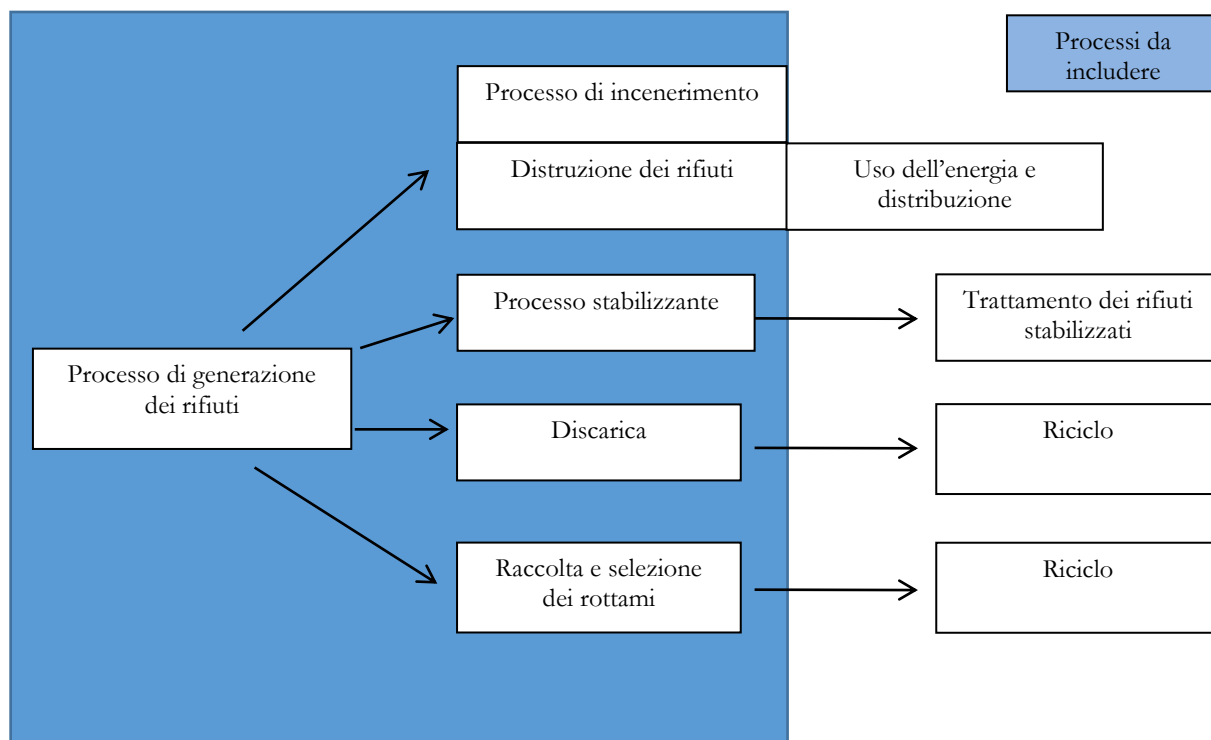 Processi da
includere
Processo di incenerimento
Distruzione dei rifiuti
Uso dell’energia e
distribuzione
Processo stabilizzante
Trattamento dei rifiuti
stabilizzati
Processo di generazione
dei rifiuti
Discarica
Riciclo
Raccolta e selezione
dei rottami
Riciclo